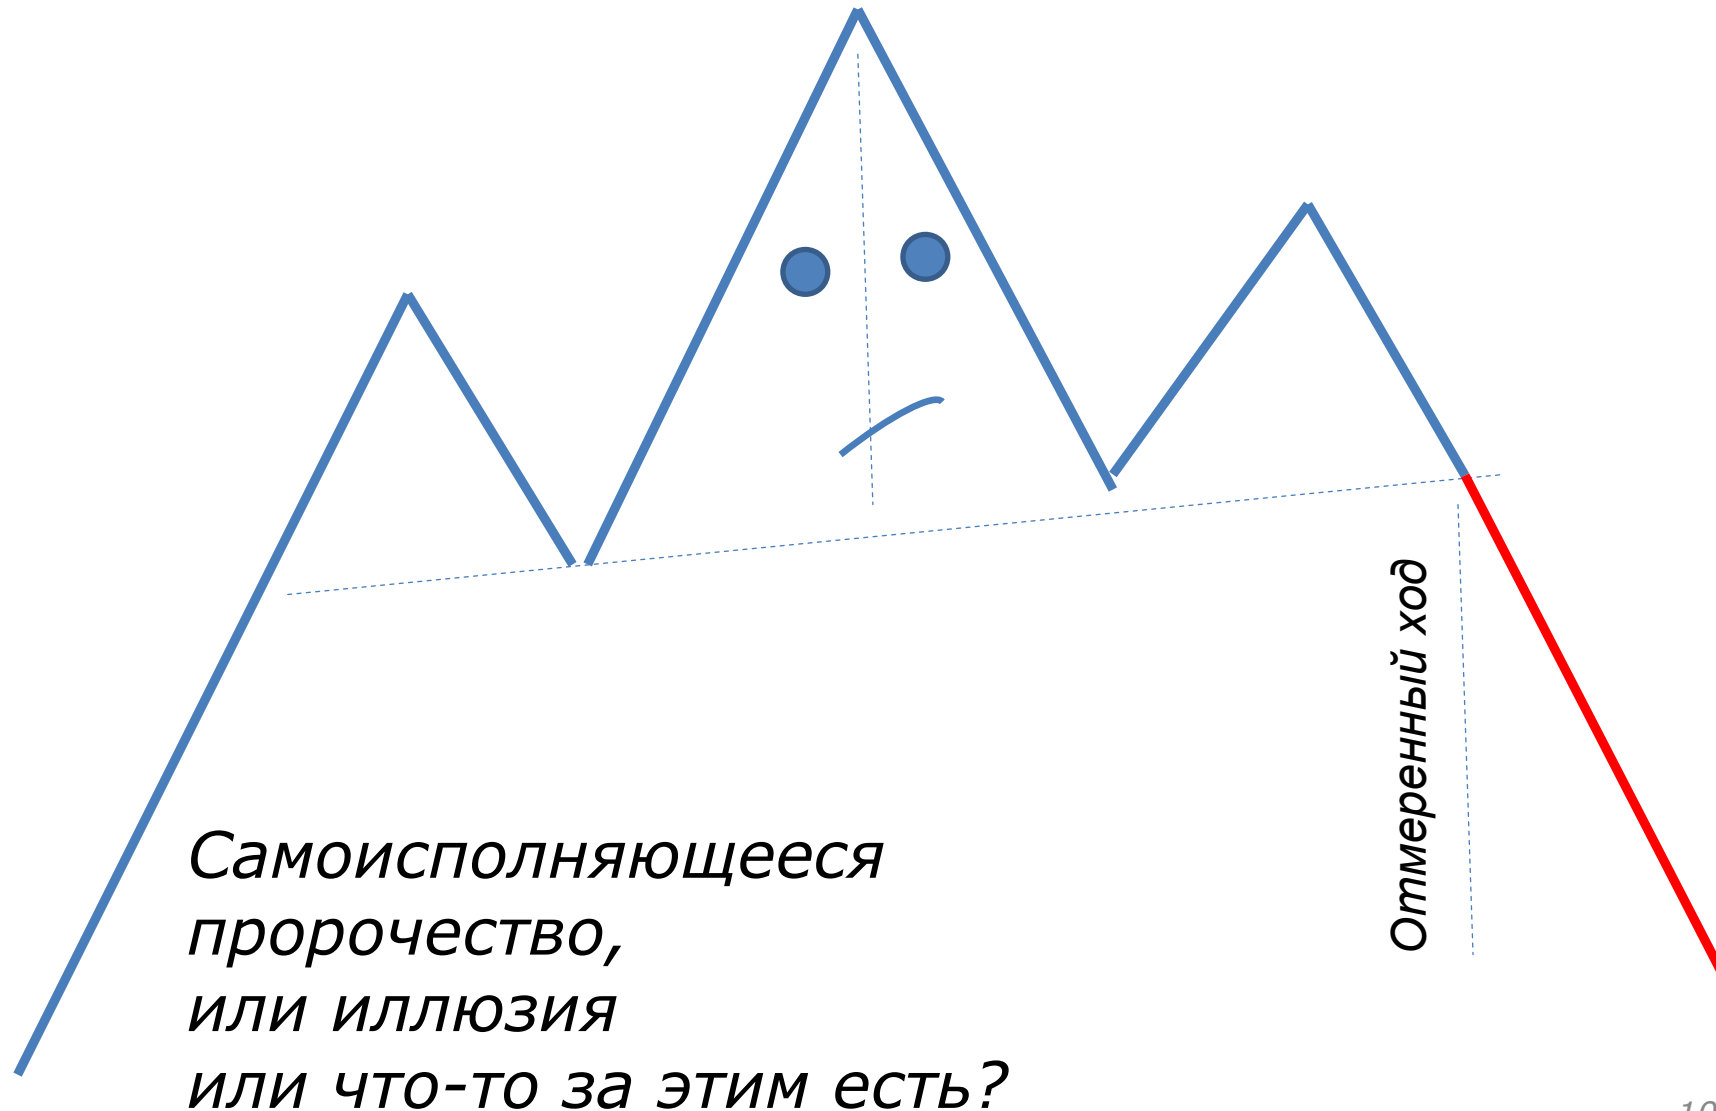 Отмеренный ход
Самоисполняющееся
пророчество,
или иллюзия
или что-то за этим есть?